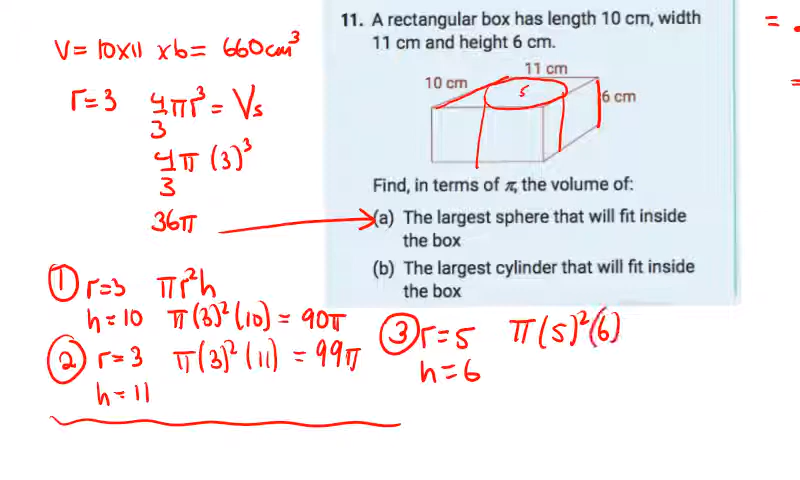 V = 10x11 x6 = 660cm³
r=3 4/3 πr³ = Vs
4/3 π (3)³
36π
① r=3 πr²h
h=10 π(3)²(10) = 90π
② r=3 π(3)²(11) = 99π
h=11
11. A rectangular box has length 10 cm, width
11 cm and height 6 cm.
11 cm
10 cm
5
6 cm
Find, in terms of π, the volume of:
(a) The largest sphere that will fit inside
the box
(b) The largest cylinder that will fit inside
the box
③ r=5 π(5)²(6)
h=6
=
=